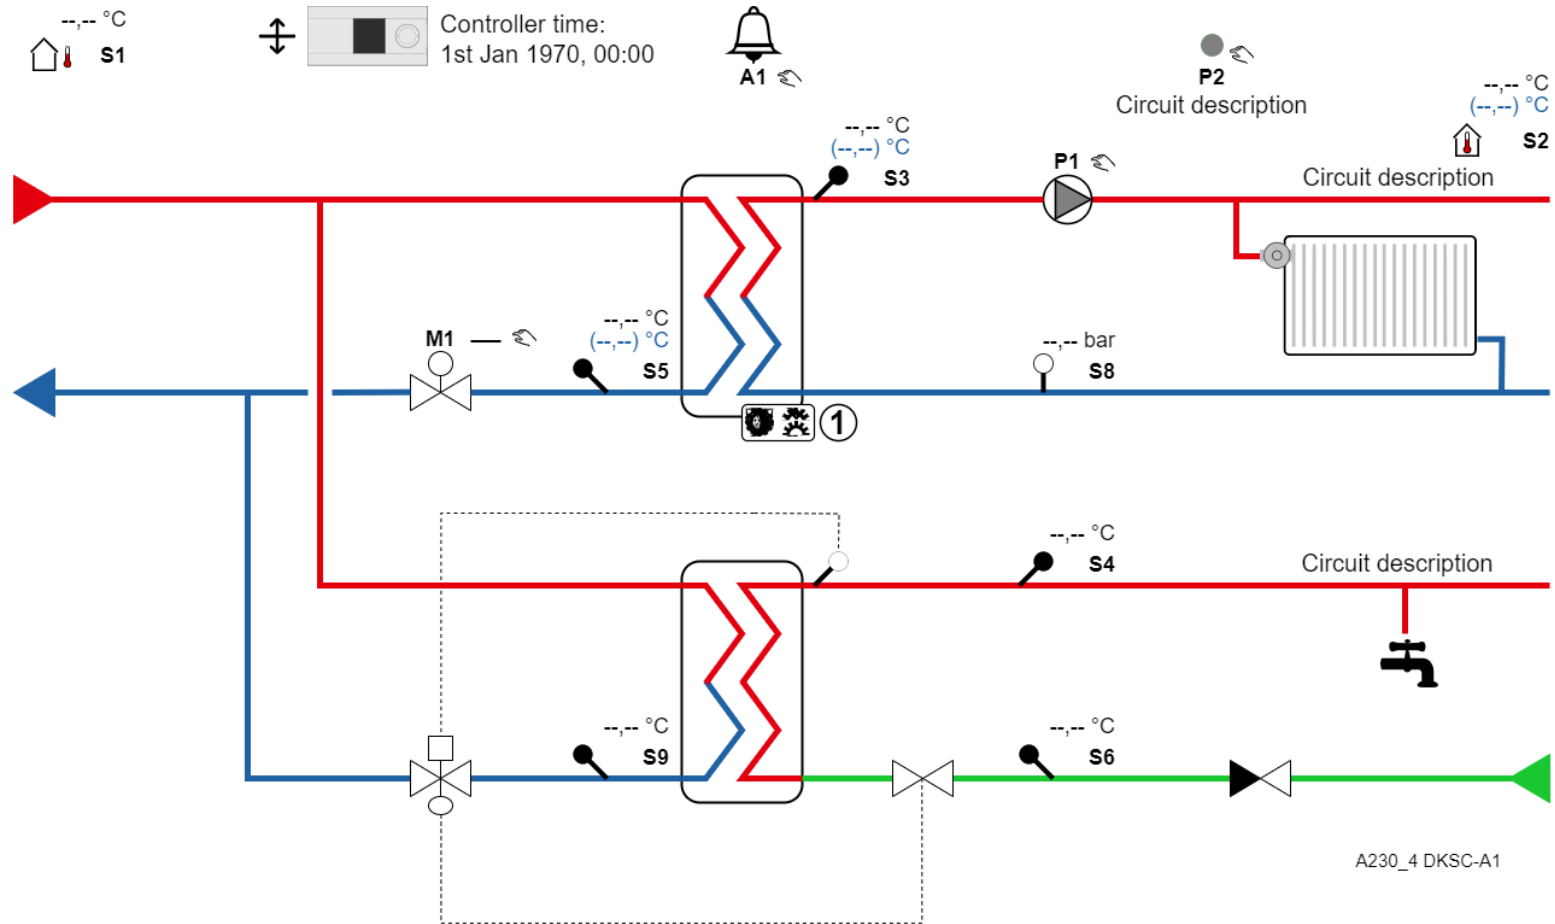 --,-- °C
S1
Controller time:
1st Jan 1970, 00:00
A1
P2
Circuit description
--,-- °C
(--,--) °C
S2
Circuit description
--,-- °C
(--,--) °C
S3
P1
M1
--,-- °C
(--,--) °C
S5
--,-- bar
S8
1
--,-- °C
S4
Circuit description
--,-- °C
S9
--,-- °C
S6
A230_4 DKSC-A1